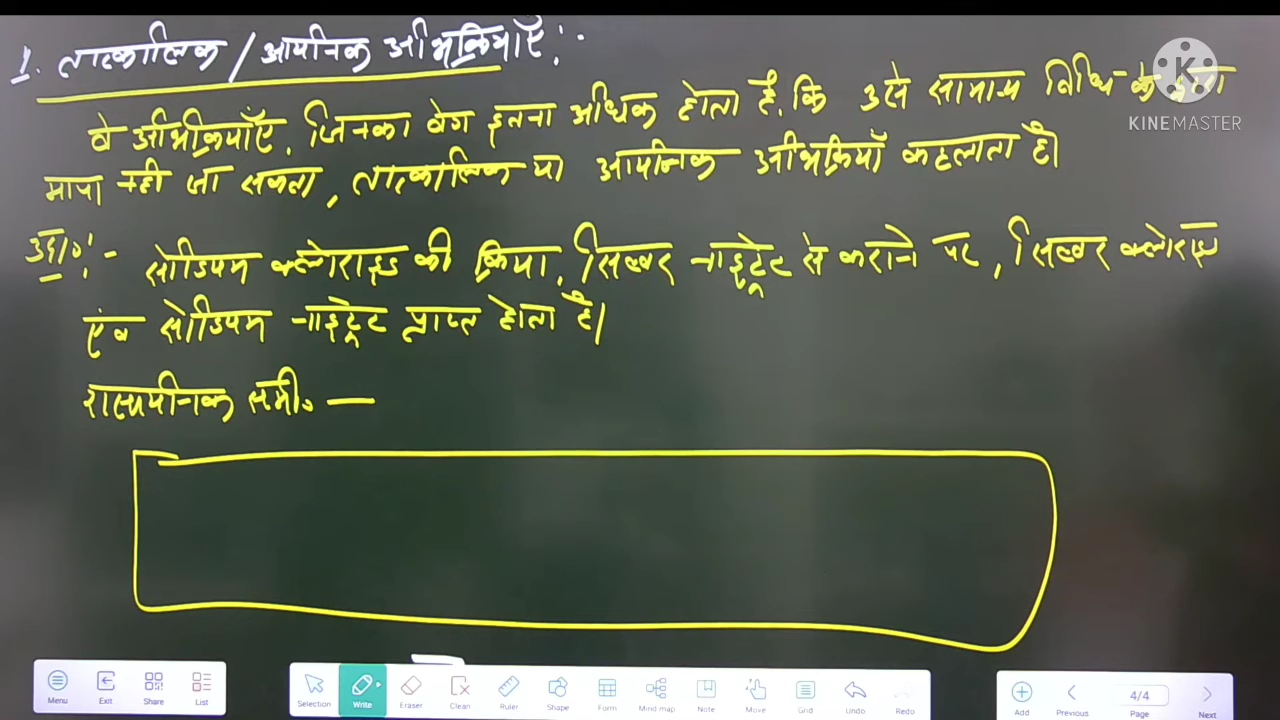 1. तात्कालिक / आयनिक अभिक्रियाएँ :-
वे अभिक्रियाएँ, जिनका वेग इतना अधिक होता है, कि उसे सामान्य विधि के द्वारा
मापा नही जा सकता, तात्कालिक या आयनिक अभिक्रियाँ कहलाता है।
उदा० :- सोडियम क्लोराइड की क्रिया, सिल्वर नाइट्रेट से कराने पर, सिल्वर क्लोराइड
एंव सोडियम नाइट्रेट प्राप्त होता है।
रासायनिक समी० —
KINEMASTER
Menu Exit Share List Selection Write Eraser Clean Ruler Shape Form Mind map Note Move Grid Undo Redo Add Previous 4/4 Page Next